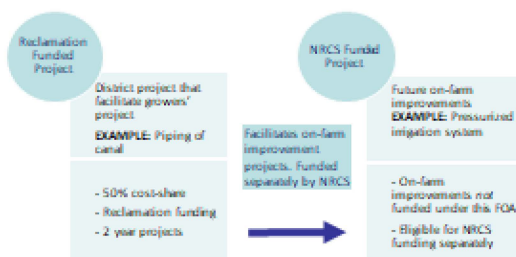 Reclamation
Funded
Project
District project that
facilitate growers'
project
EXAMPLE: Piping of
canal
- 50% cost-share
- Reclamation funding
- 2 year projects
Facilitates on-farm
improvement
projects. Funded
separately by NRCS
NRCS Funded
Project
Future on-farm
improvements
EXAMPLE: Pressurized
irrigation system
- On-farm
improvements not
funded under this FOA
- Eligible for NRCS
funding separately